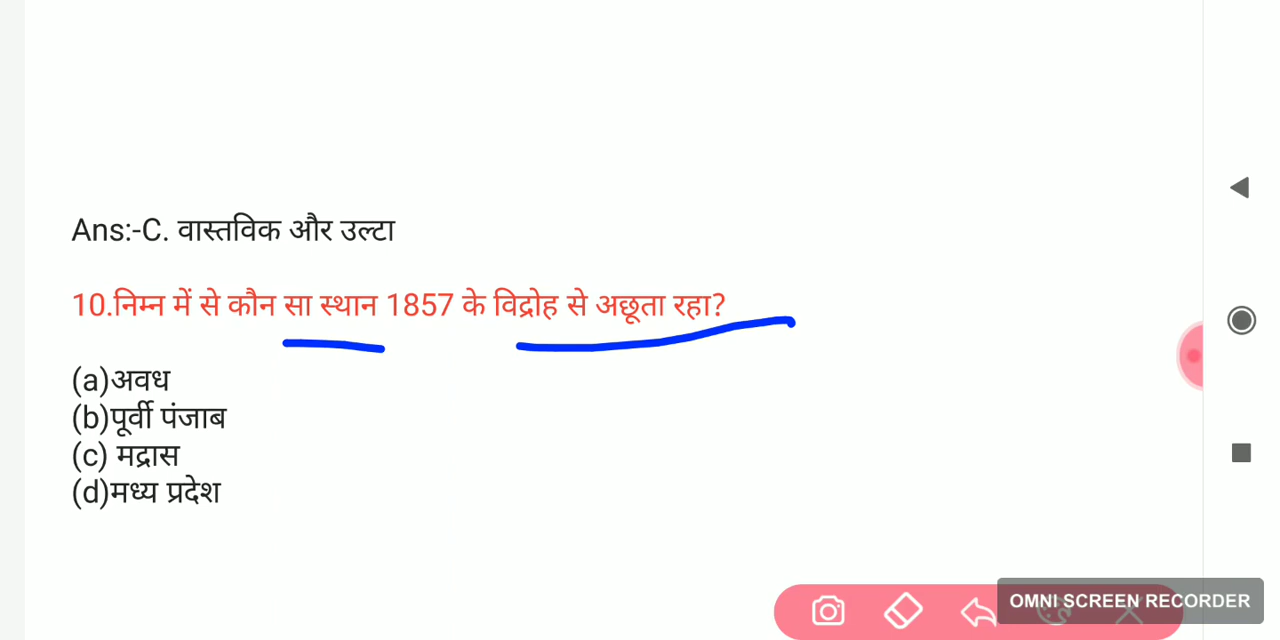 Ans:-C. वास्तविक और उल्टा
10.निम्न में से कौन सा स्थान 1857 के विद्रोह से अछूता रहा?
(a)अवध
(b)पूर्वी पंजाब
(c) मद्रास
(d)मध्य प्रदेश
OMNI SCREEN RECORDER